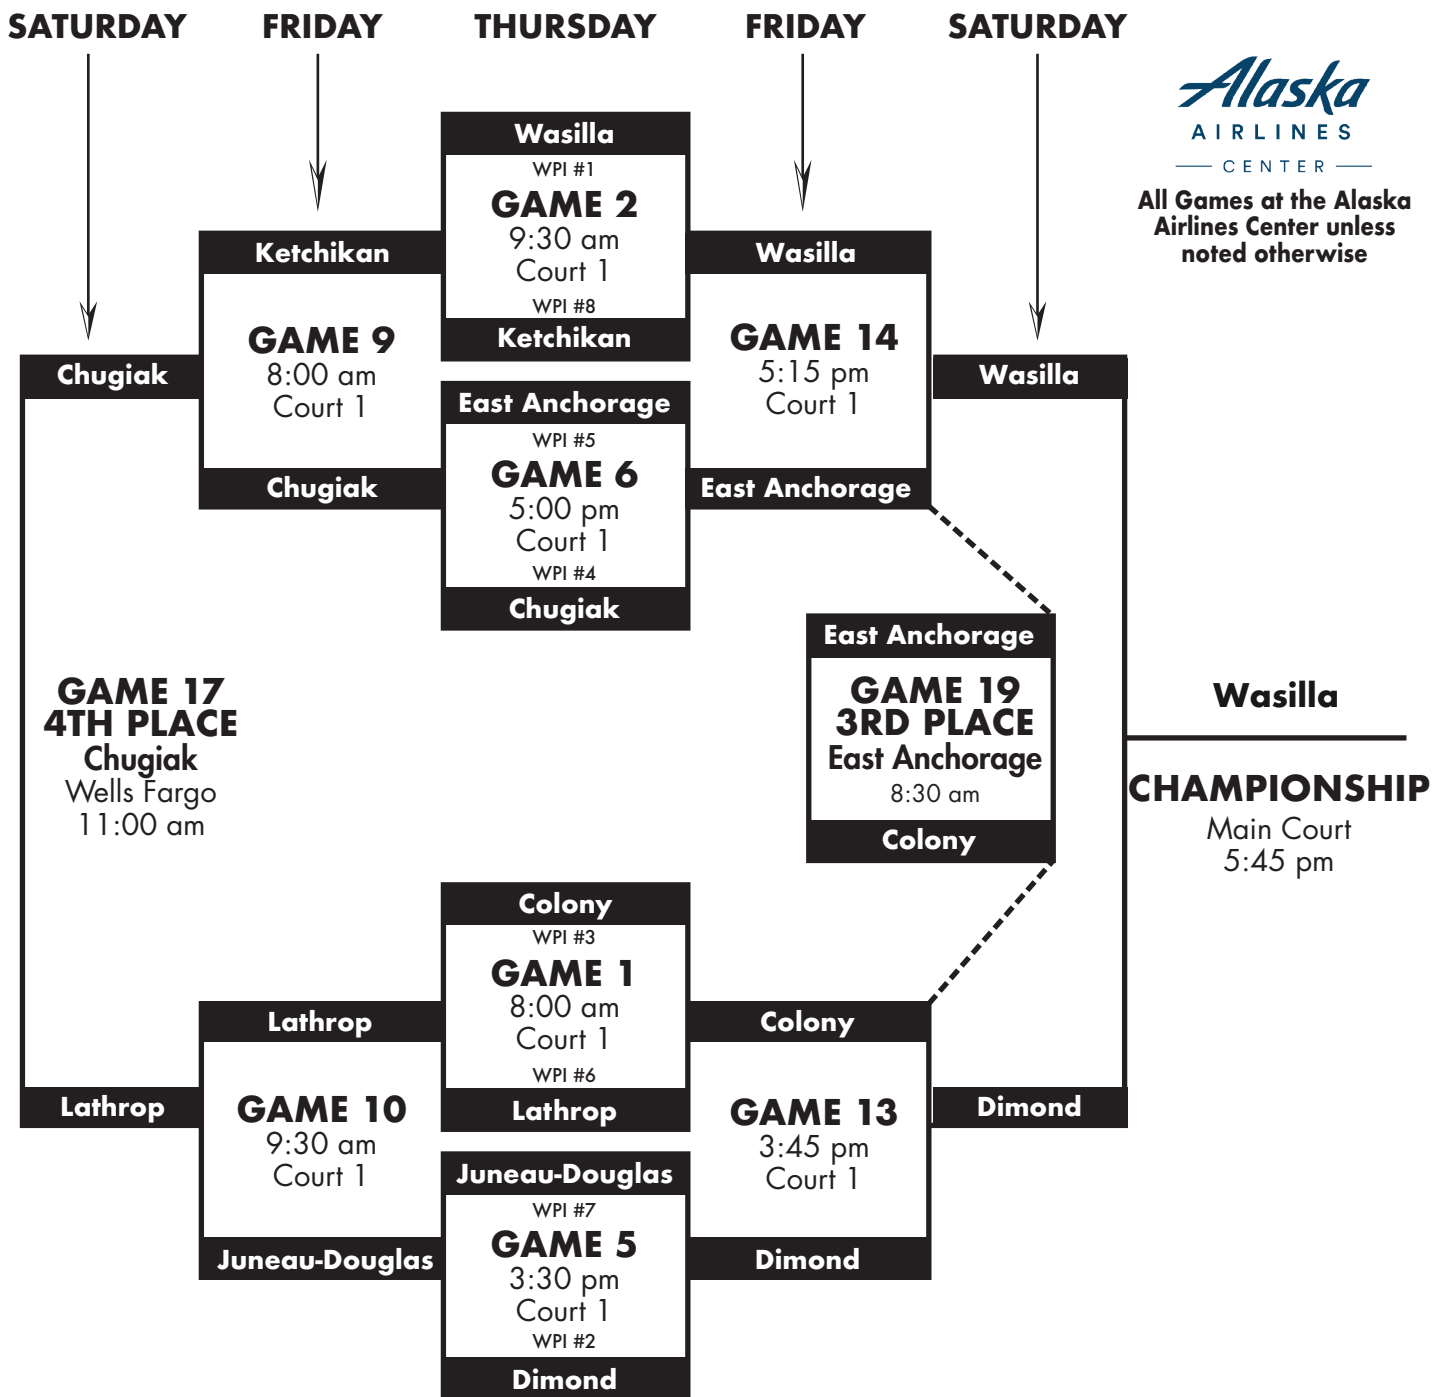 SATURDAY FRIDAY THURSDAY FRIDAY SATURDAY
Alaska
AIRLINES
CENTER
All Games at the Alaska
Airlines Center unless
noted otherwise
Wasilla
WPI #1
GAME 2
9:30 am
Court 1
WPI #8
Ketchikan
Ketchikan
GAME 9
8:00 am
Court 1
Chugiak
Wasilla
GAME 14
5:15 pm
Court 1
East Anchorage
Chugiak
Wasilla
East Anchorage
WPI #5
GAME 6
5:00 pm
Court 1
WPI #4
Chugiak
GAME 17
4TH PLACE
Chugiak
Wells Fargo
11:00 am
East Anchorage
GAME 19
3RD PLACE
East Anchorage
8:30 am
Colony
Wasilla
CHAMPIONSHIP
Main Court
5:45 pm
Colony
WPI #3
GAME 1
8:00 am
Court 1
WPI #6
Lathrop
Lathrop
GAME 10
9:30 am
Court 1
Juneau-Douglas
Colony
GAME 13
3:45 pm
Court 1
Dimond
Lathrop
Dimond
Juneau-Douglas
WPI #7
GAME 5
3:30 pm
Court 1
WPI #2
Dimond